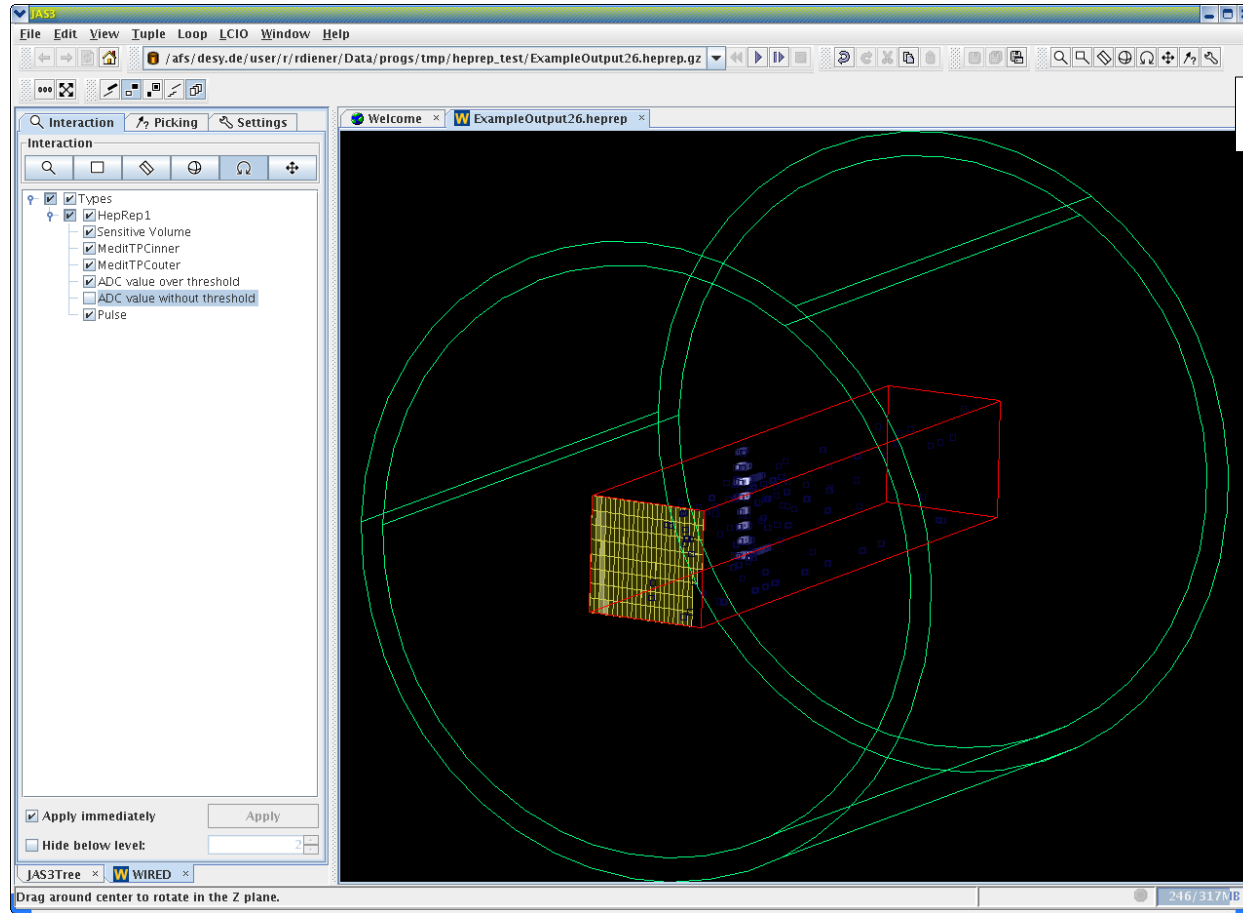 JAS3
File Edit View Tuple Loop LCIO Window Help
/afs/desy.de/user/r/rdiener/Data/progs/tmp/heprep_test/ExampleOutput26.heprep.gz
Interaction Picking Settings
Welcome × W ExampleOutput26.heprep ×
Interaction
Types
HepRep1
Sensitive Volume
MeditTPCinner
MeditTPCouter
ADC value over threshold
ADC value without threshold
Pulse
Apply immediately Apply
Hide below level: 2
JAS3Tree × W WIRED ×
Drag around center to rotate in the Z plane. 246/317MB